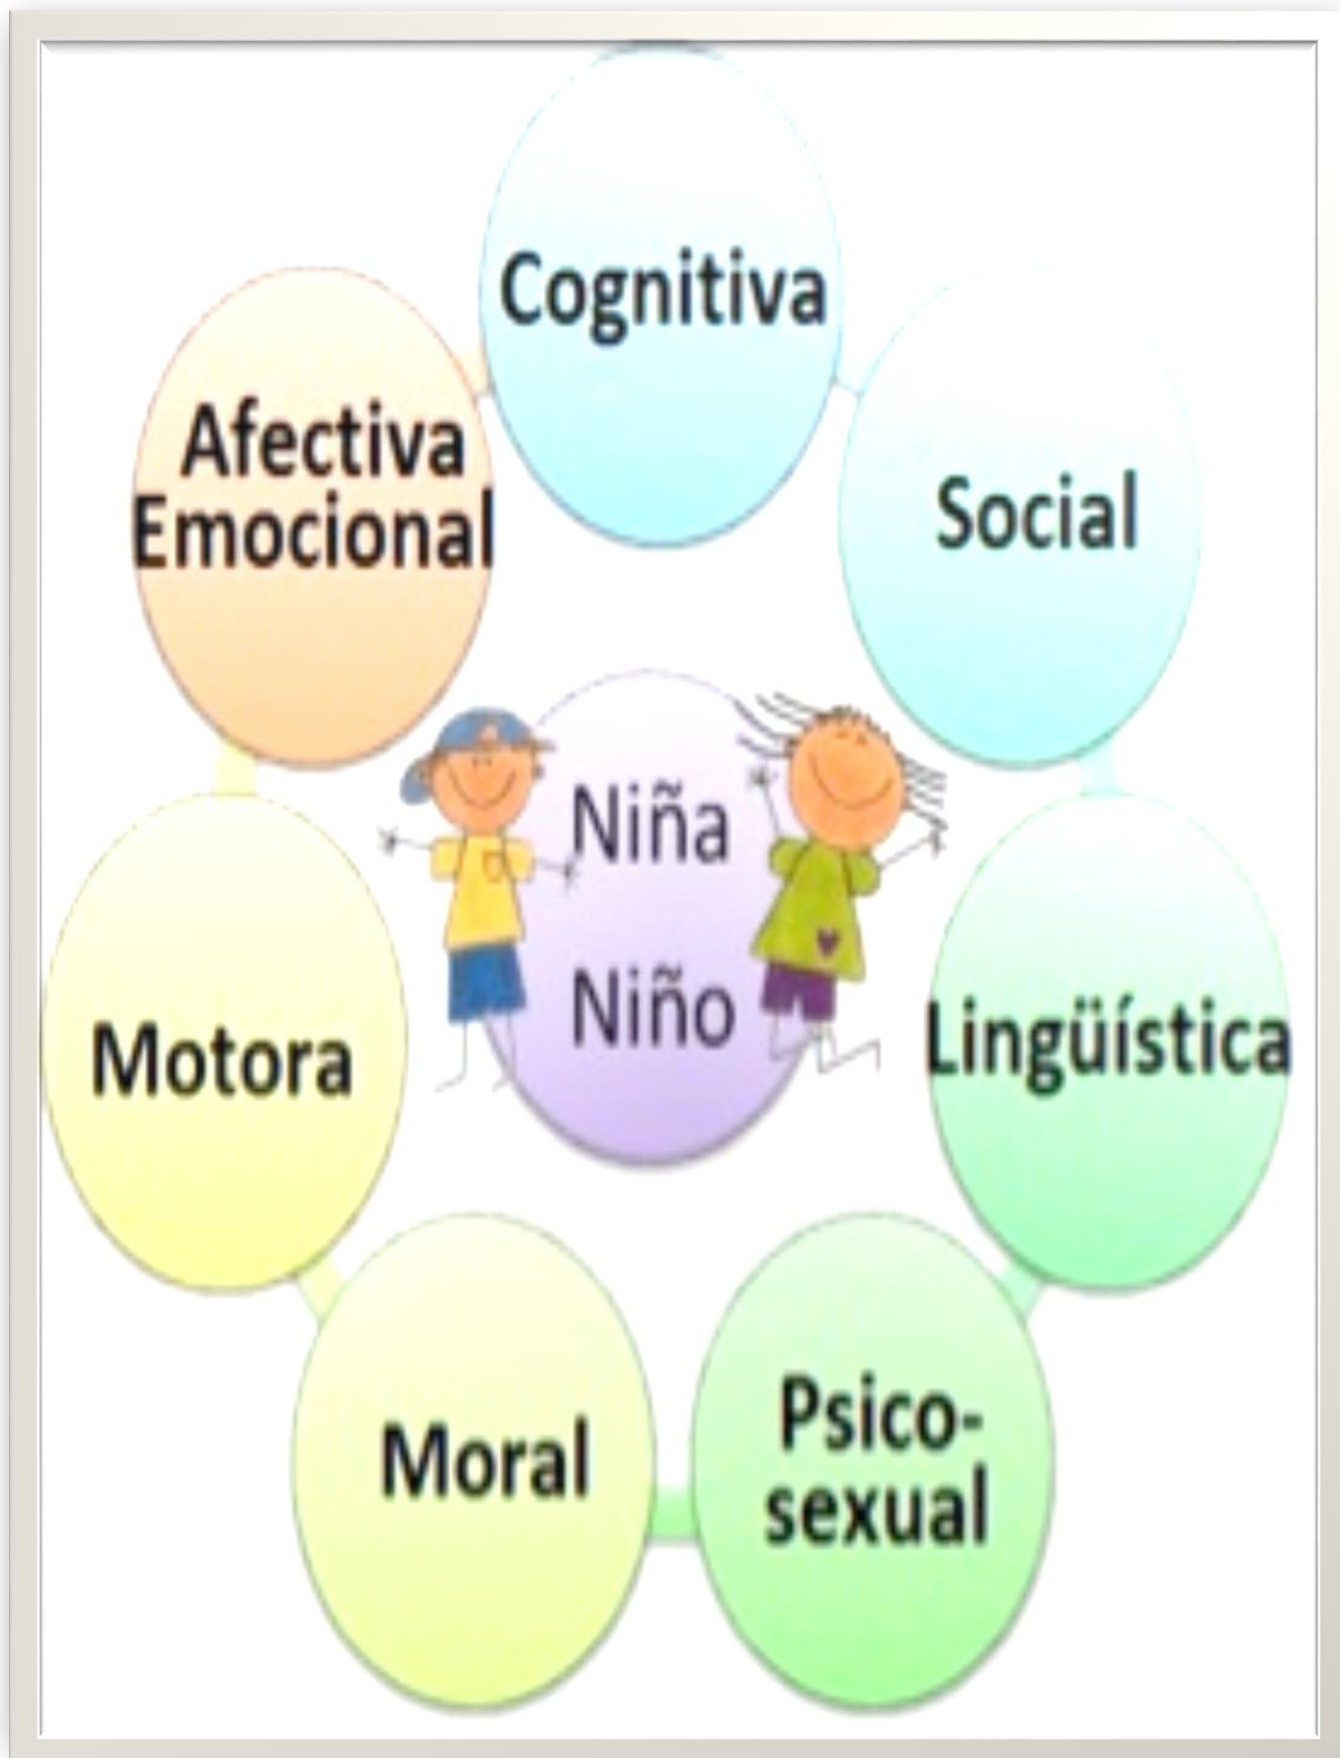 Cognitiva
Social
Lingüística
Psico-
sexual
Moral
Motora
Afectiva
Emocional
Niña
Niño